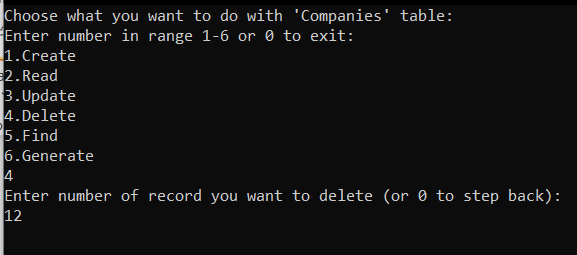 Choose what you want to do with 'Companies' table:
Enter number in range 1-6 or 0 to exit:
1.Create
2.Read
3.Update
4.Delete
5.Find
6.Generate
4
Enter number of record you want to delete (or 0 to step back):
12